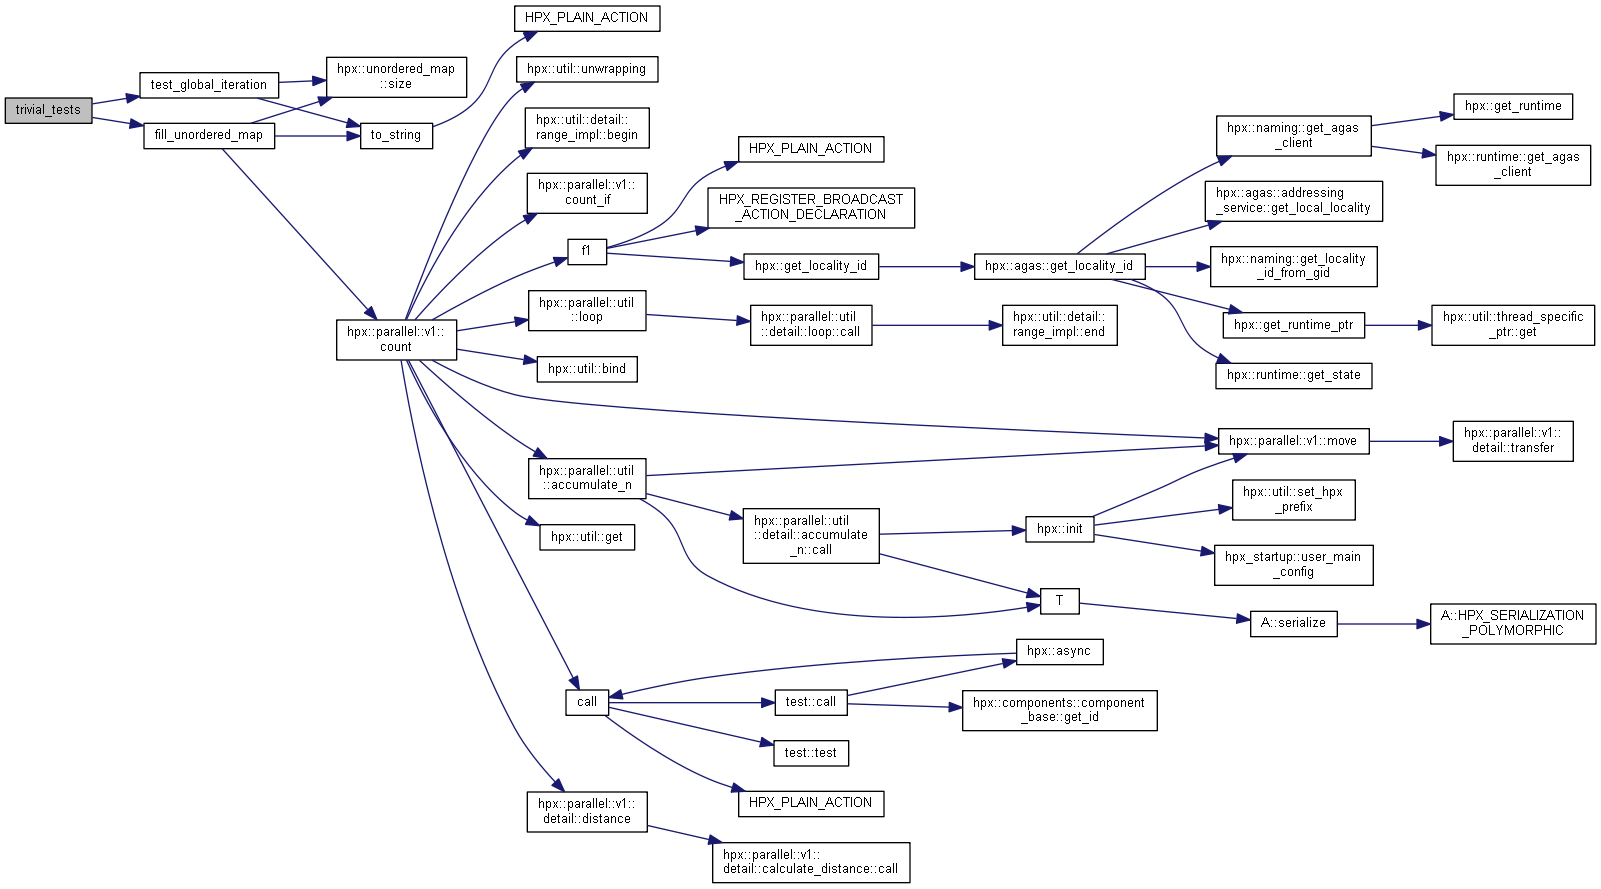 trivial_tests
test_global_iteration
fill_unordered_map
hpx::unordered_map
::size
to_string
hpx::parallel::v1::
count
HPX_PLAIN_ACTION
hpx::util::unwrapping
hpx::util::detail::
range_impl::begin
hpx::parallel::v1::
count_if
f1
hpx::parallel::util
::loop
hpx::util::bind
hpx::parallel::util
::accumulate_n
hpx::util::get
call
hpx::parallel::v1::
detail::distance
HPX_PLAIN_ACTION
HPX_REGISTER_BROADCAST
_ACTION_DECLARATION
hpx::get_locality_id
hpx::parallel::util
::detail::loop::call
hpx::parallel::util
::detail::accumulate
_n::call
test::call
test::test
HPX_PLAIN_ACTION
hpx::parallel::v1::
detail::calculate_distance::call
hpx::agas::get_locality_id
hpx::util::detail::
range_impl::end
hpx::init
T
hpx::async
hpx::components::component
_base::get_id
hpx::naming::get_agas
_client
hpx::agas::addressing
_service::get_local_locality
hpx::naming::get_locality
_id_from_gid
hpx::get_runtime_ptr
hpx::runtime::get_state
hpx::parallel::v1::move
hpx::util::set_hpx
_prefix
hpx_startup::user_main
_config
A::serialize
hpx::get_runtime
hpx::runtime::get_agas
_client
hpx::util::thread_specific
_ptr::get
hpx::parallel::v1::
detail::transfer
A::HPX_SERIALIZATION
_POLYMORPHIC